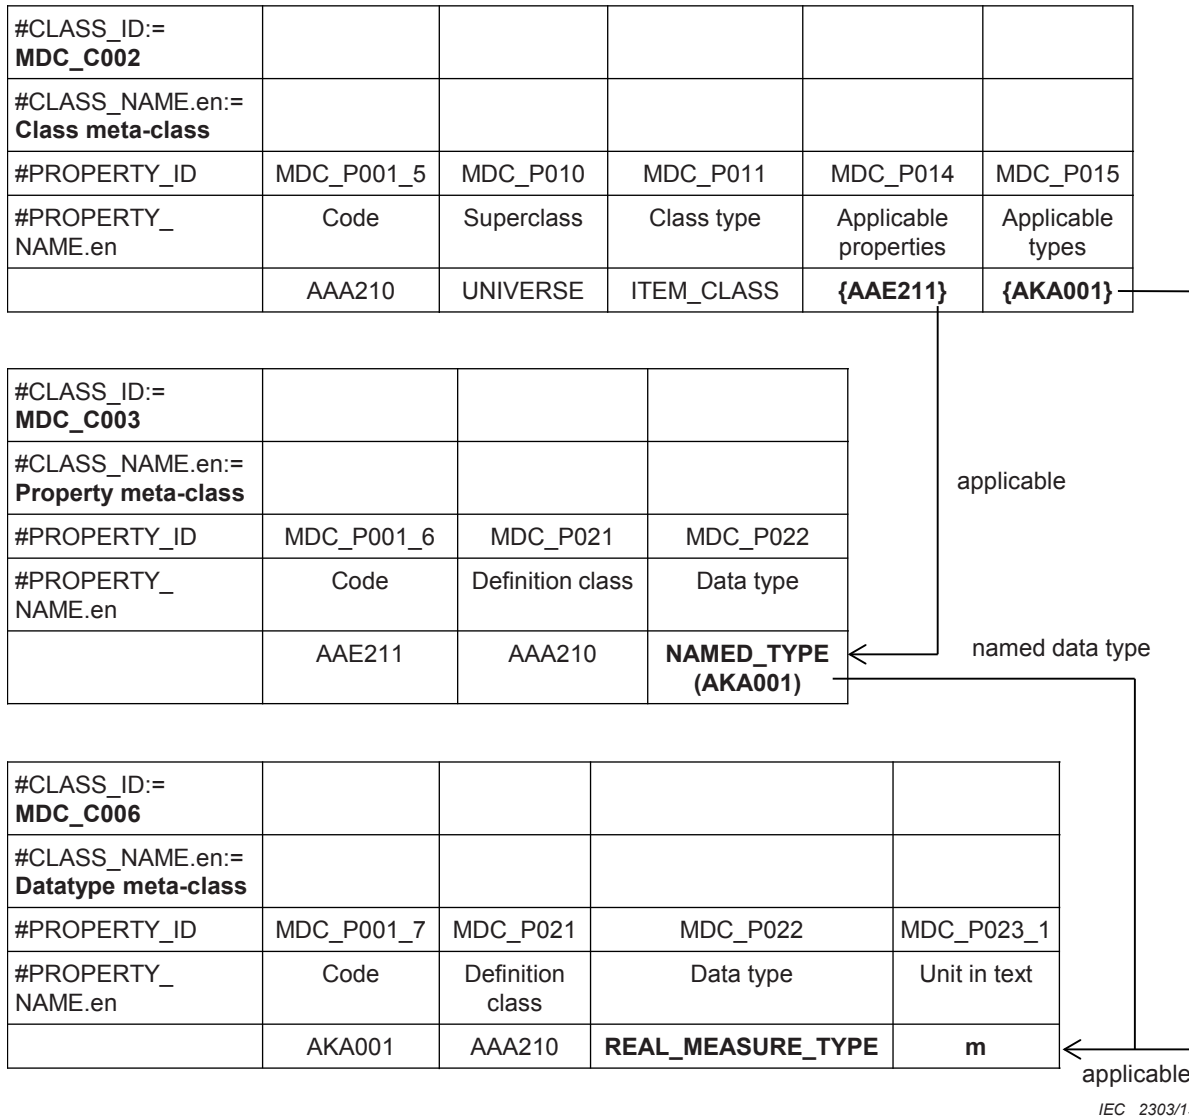 #CLASS_ID:=
MDC_C002
#CLASS_NAME.en:=
Class meta-class
#PROPERTY_ID MDC_P001_5 MDC_P010 MDC_P011 MDC_P014 MDC_P015
#PROPERTY_ Code Superclass Class type Applicable Applicable
NAME.en properties types
AAA210 UNIVERSE ITEM_CLASS {AAE211} {AKA001}
#CLASS_ID:=
MDC_C003
#CLASS_NAME.en:=
Property meta-class
applicable
#PROPERTY_ID MDC_P001_6 MDC_P021 MDC_P022
#PROPERTY_ Code Definition class Data type
NAME.en
AAE211 AAA210 NAMED_TYPE
(AKA001)
named data type
#CLASS_ID:=
MDC_C006
#CLASS_NAME.en:=
Datatype meta-class
#PROPERTY_ID MDC_P001_7 MDC_P021 MDC_P022 MDC_P023_1
#PROPERTY_ Code Definition Data type Unit in text
NAME.en class
AKA001 AAA210 REAL_MEASURE_TYPE m
applicable
IEC 2303/1